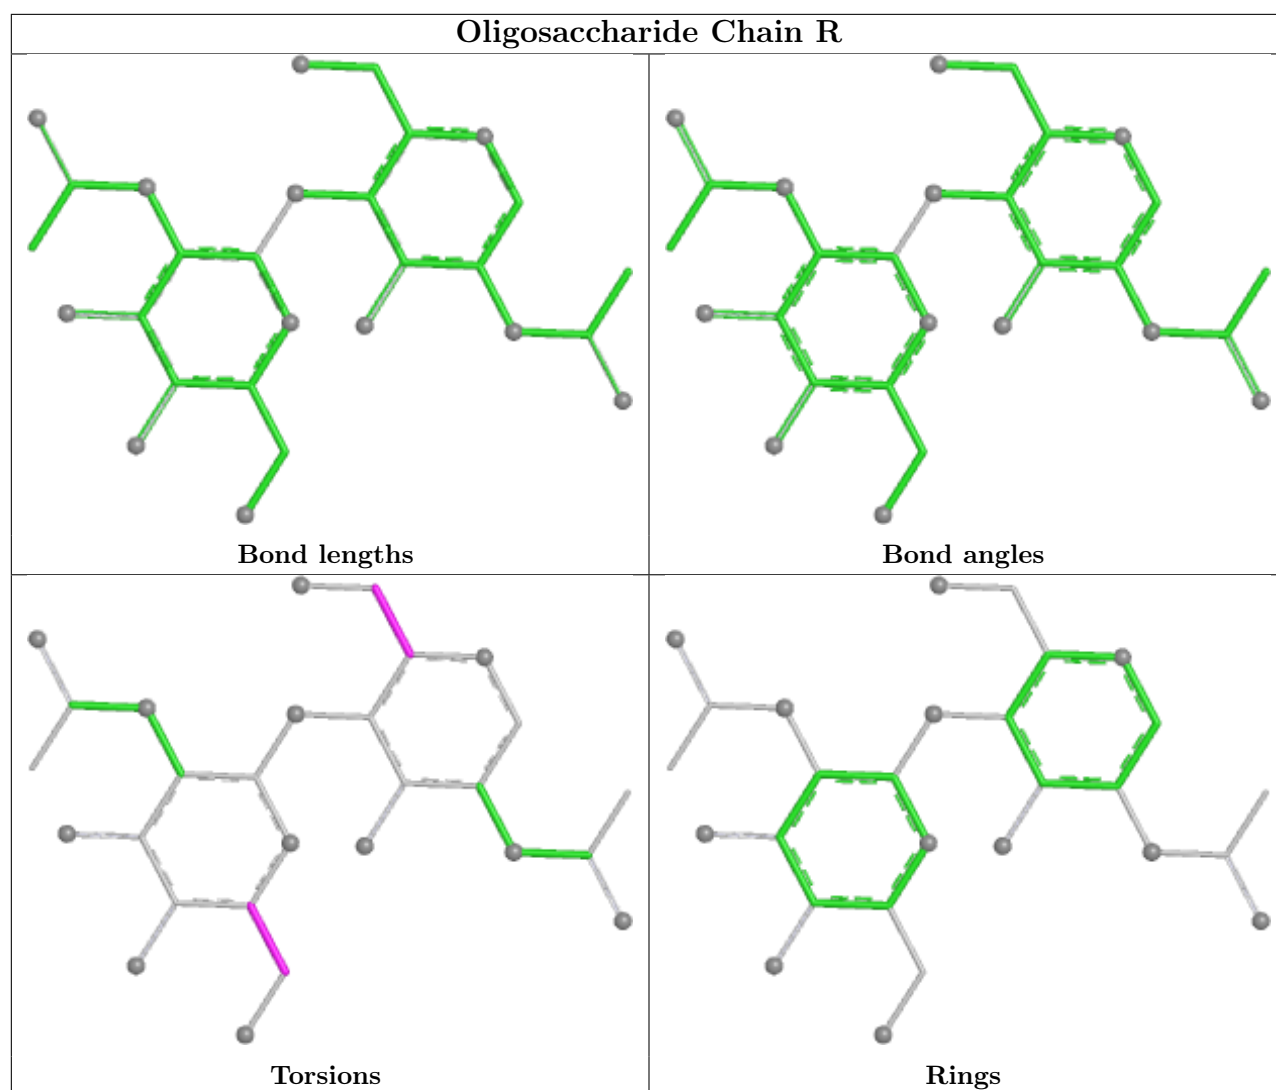 Oligosaccharide Chain R
Bond lengths
Bond angles
Torsions
Rings